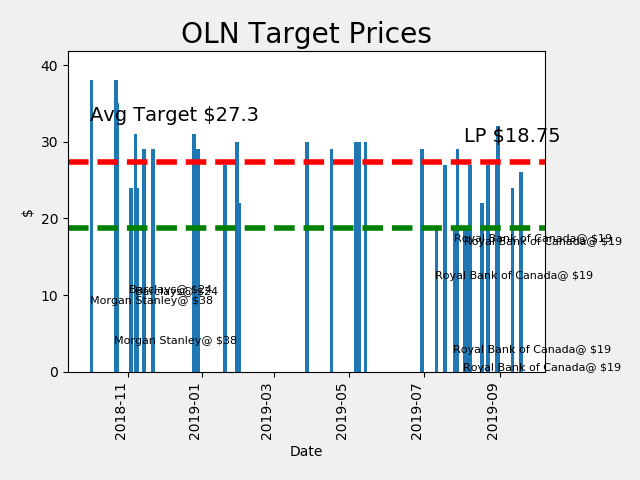 OLN Target Prices
40
30
20
10
0
$
Avg Target $27.3
LP $18.75
Royal Bank of Canada@ $19
Royal Bank of Canada@ $19
Royal Bank of Canada@ $19
Barclays@ $24
Barclays@ $24
Morgan Stanley@ $38
Morgan Stanley@ $38
Royal Bank of Canada@ $19
Royal Bank of Canada@ $19
2018-11
2019-01
2019-03
2019-05
2019-07
2019-09
Date